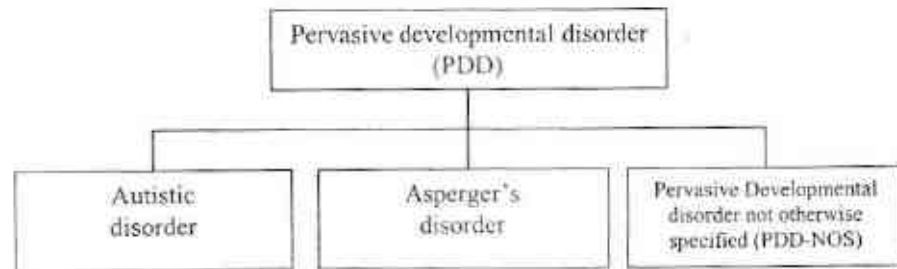 Pervasive developmental disorder
(PDD)
Autistic
disorder
Asperger's
disorder
Pervasive Developmental
disorder not otherwise
specified (PDD-NOS)